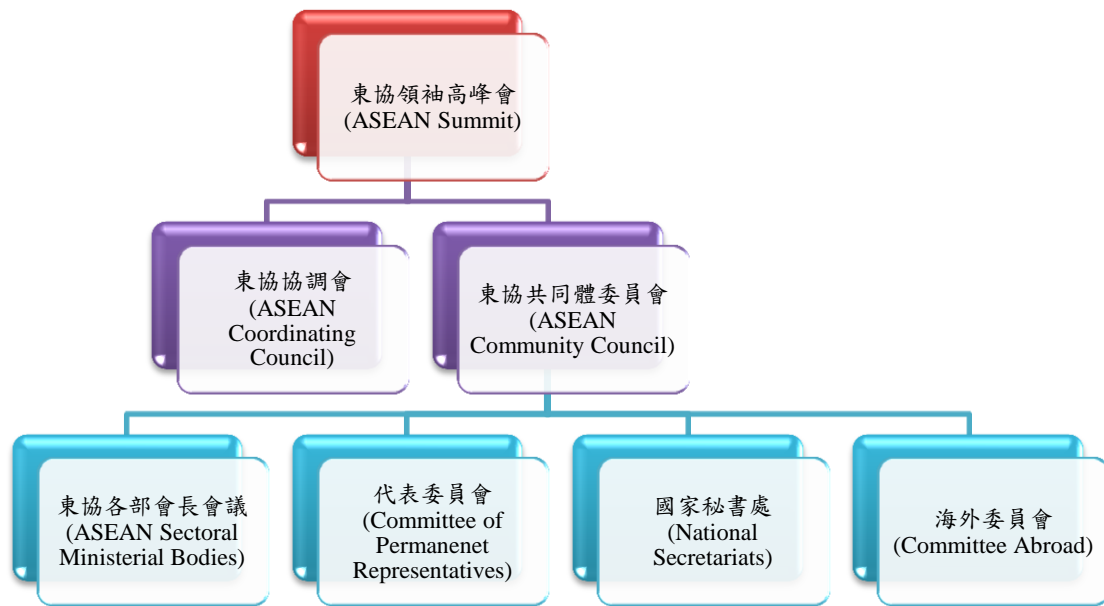 東協領袖高峰會
(ASEAN Summit)
東協協調會
(ASEAN
Coordinating
Council)
東協共同體委員會
(ASEAN
Community Council)
東協各部會長會議
(ASEAN Sectoral
Ministerial Bodies)
代表委員會
(Committee of
Permanenet
Representatives)
國家秘書處
(National
Secretariats)
海外委員會
(Committee Abroad)